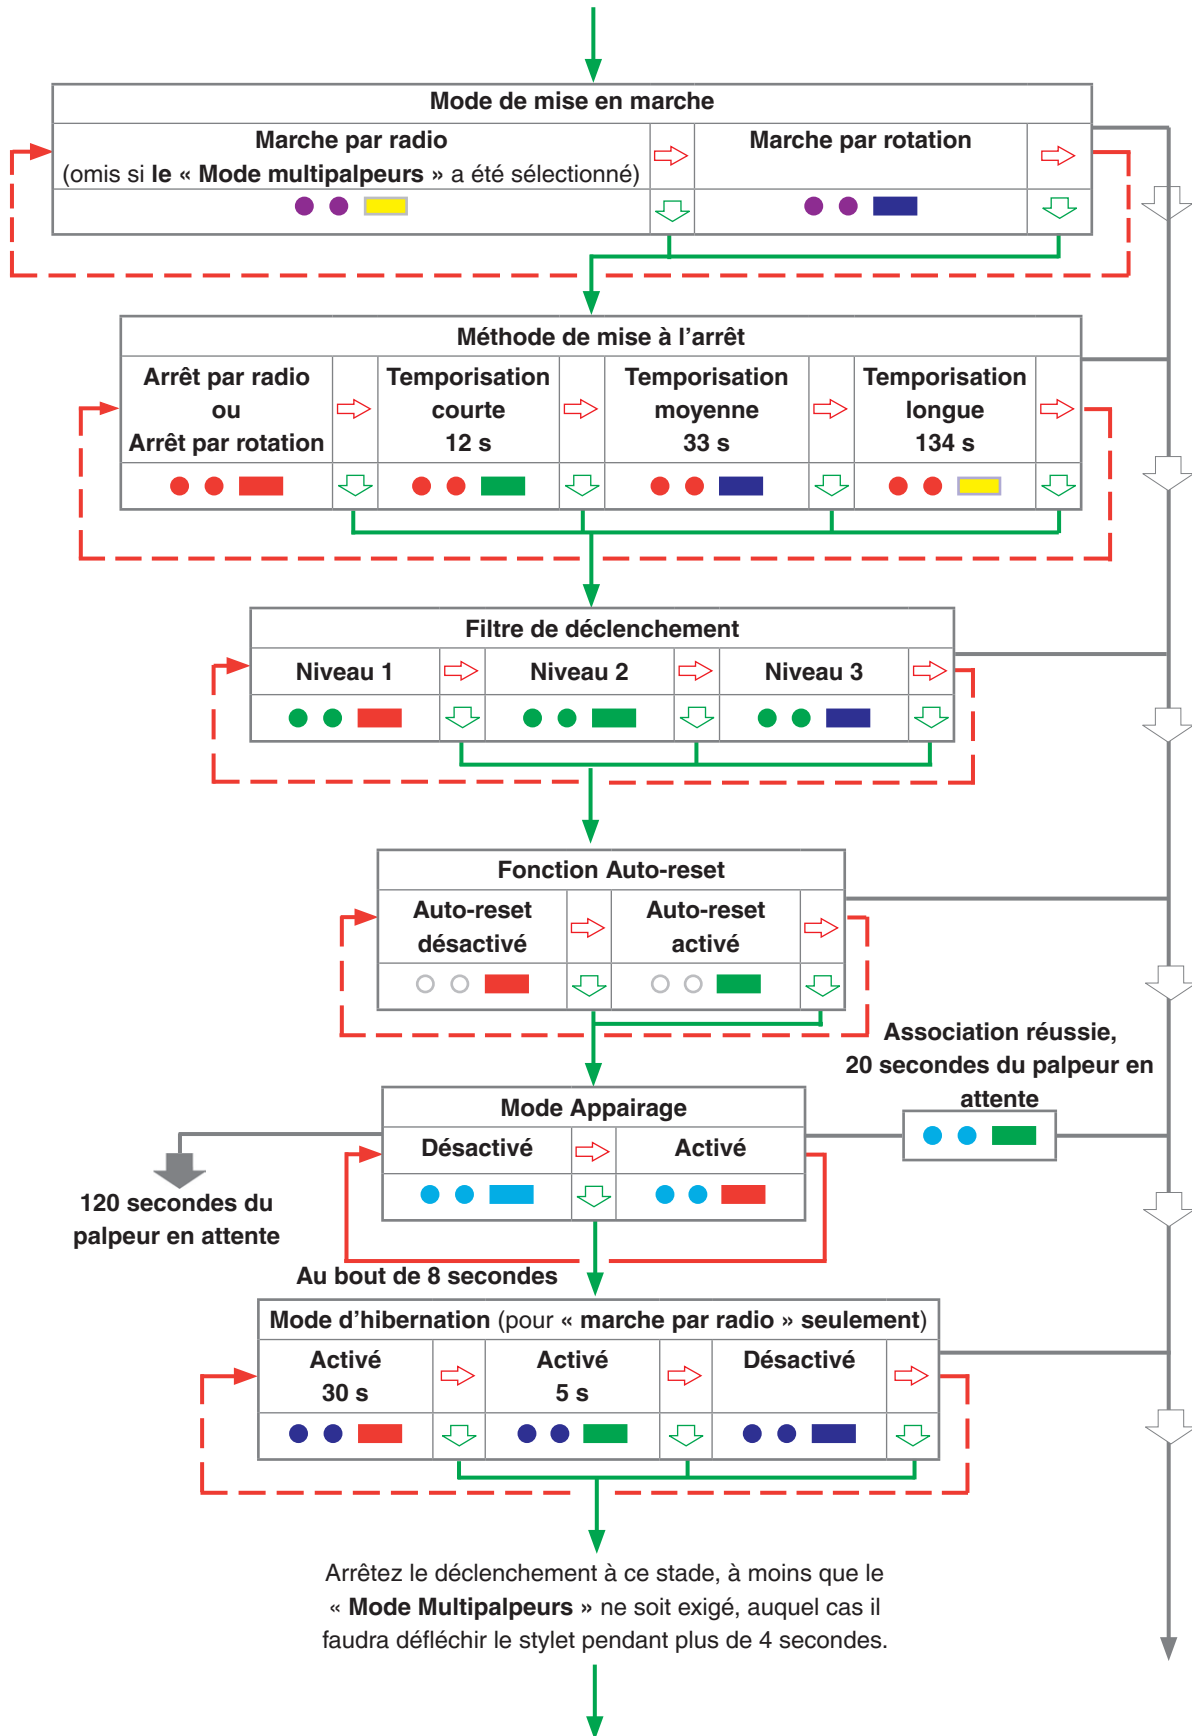 Mode de mise en marche
Marche par radio
(omis si le « Mode multipalpeurs » a été sélectionné)
Marche par rotation
Méthode de mise à l’arrêt
Arrêt par radio
ou
Arrêt par rotation
Temporisation
courte
12 s
Temporisation
moyenne
33 s
Temporisation
longue
134 s
Filtre de déclenchement
Niveau 1
Niveau 2
Niveau 3
Fonction Auto-reset
Auto-reset
désactivé
Auto-reset
activé
Association réussie,
20 secondes du palpeur en
attente
Mode Appairage
Désactivé
Activé
120 secondes du
palpeur en attente
Au bout de 8 secondes
Mode d’hibernation (pour « marche par radio » seulement)
Activé
30 s
Activé
5 s
Désactivé
Arrêtez le déclenchement à ce stade, à moins que le
« Mode Multipalpeurs » ne soit exigé, auquel cas il
faudra défléchir le stylet pendant plus de 4 secondes.